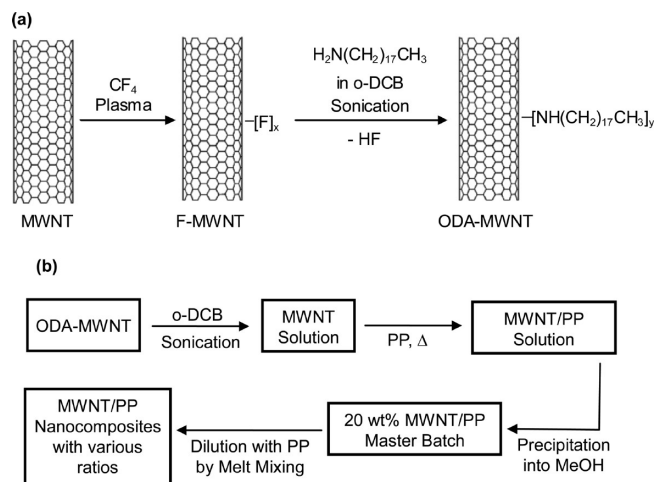 (a)
MWNT
CF₄
Plasma
-[F]ₓ
F-MWNT
H₂N(CH₂)₁₇CH₃
in o-DCB
Sonication
- HF
-[NH(CH₂)₁₇CH₃]ᵧ
ODA-MWNT
(b)
ODA-MWNT
o-DCB
Sonication
MWNT
Solution
PP, Δ
MWNT/PP
Solution
Precipitation
into MeOH
20 wt% MWNT/PP
Master Batch
Dilution with PP
by Melt Mixing
MWNT/PP
Nanocomposites
with various
ratios